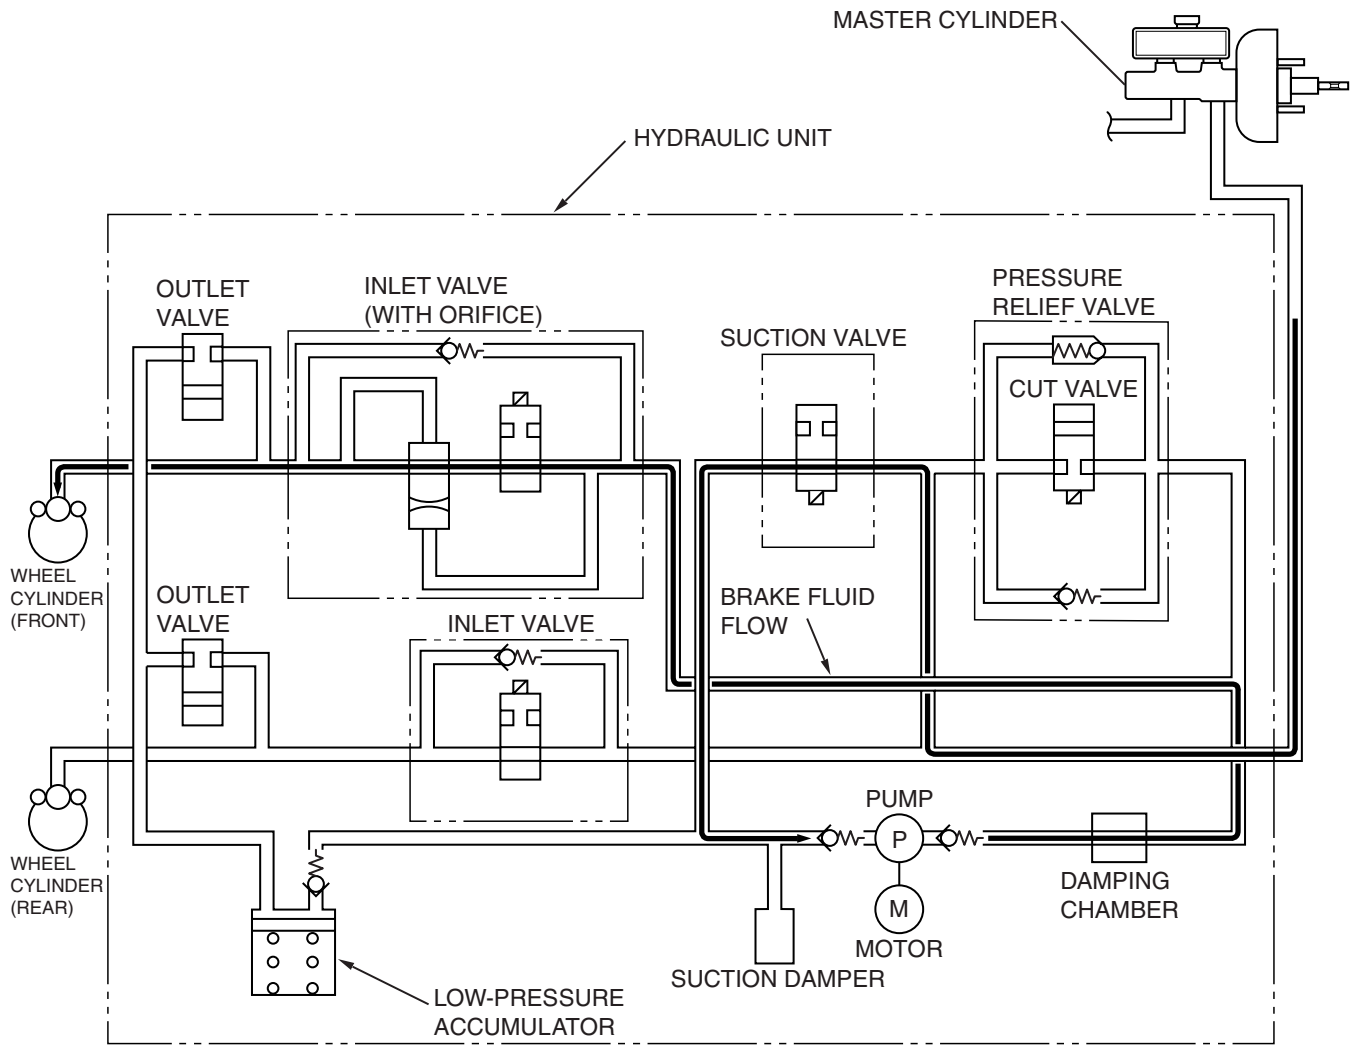 MASTER CYLINDER
HYDRAULIC UNIT
OUTLET
VALVE
INLET VALVE
(WITH ORIFICE)
SUCTION VALVE
PRESSURE
RELIEF VALVE
CUT VALVE
WHEEL
CYLINDER
(FRONT)
OUTLET
VALVE
INLET VALVE
BRAKE FLUID
FLOW
WHEEL
CYLINDER
(REAR)
PUMP
P
M
MOTOR
DAMPING
CHAMBER
SUCTION DAMPER
LOW-PRESSURE
ACCUMULATOR